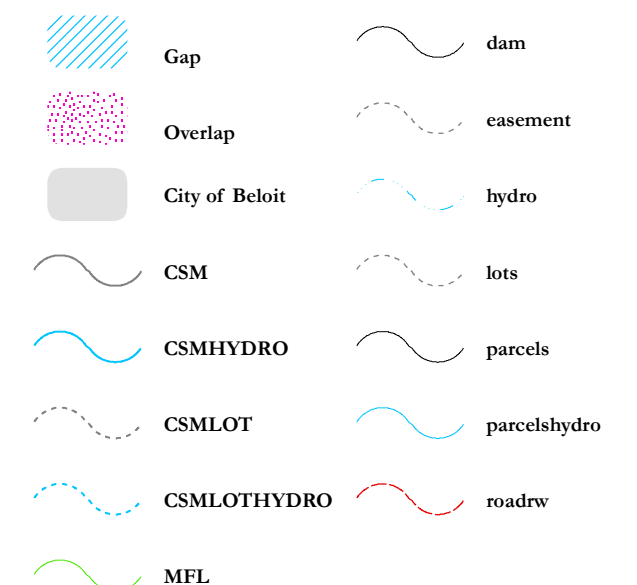 Gap
Overlap
City of Beloit
CSM
CSMHYDRO
CSMLOT
CSMLOTHYDRO
MFL
dam
easement
hydro
lots
parcels
parcelshydro
roadrw